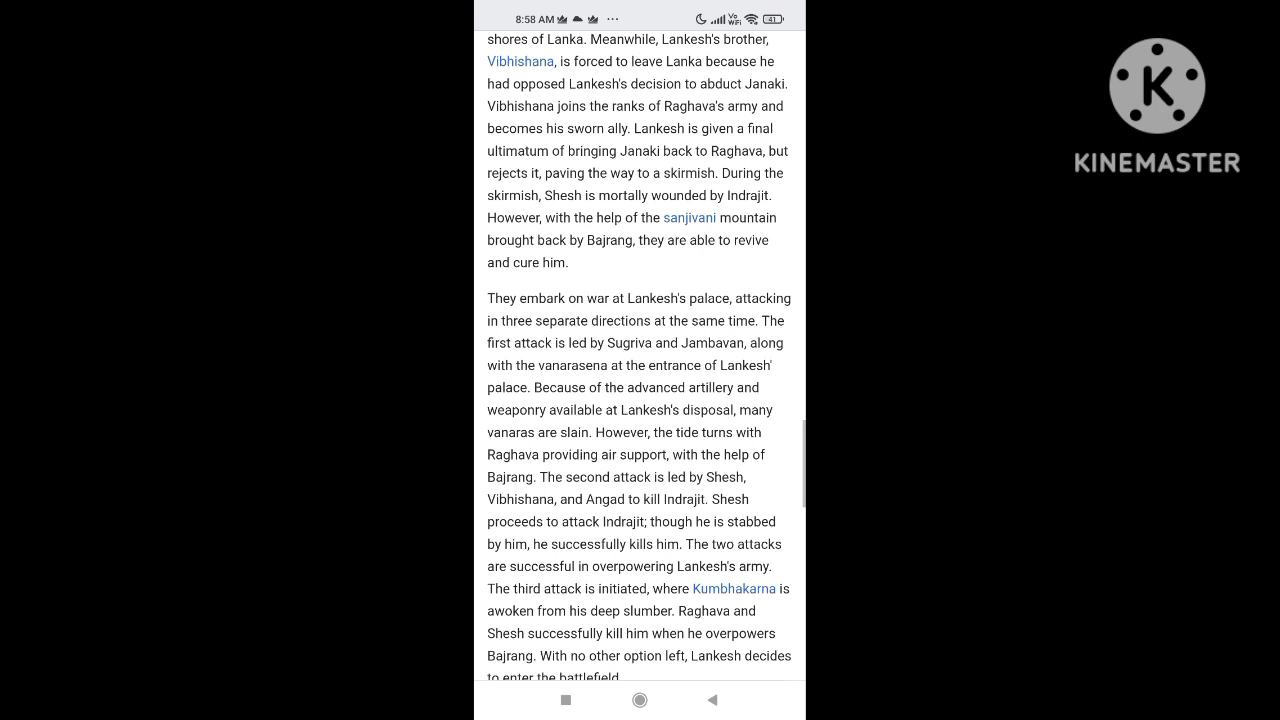 8:58 AM
Vo
WiFi
41
shores of Lanka. Meanwhile, Lankesh's brother,
Vibhishana, is forced to leave Lanka because he
had opposed Lankesh's decision to abduct Janaki.
Vibhishana joins the ranks of Raghava's army and
becomes his sworn ally. Lankesh is given a final
ultimatum of bringing Janaki back to Raghava, but
rejects it, paving the way to a skirmish. During the
skirmish, Shesh is mortally wounded by Indrajit.
However, with the help of the sanjivani mountain
brought back by Bajrang, they are able to revive
and cure him.
They embark on war at Lankesh's palace, attacking
in three separate directions at the same time. The
first attack is led by Sugriva and Jambavan, along
with the vanarasena at the entrance of Lankesh'
palace. Because of the advanced artillery and
weaponry available at Lankesh's disposal, many
vanaras are slain. However, the tide turns with
Raghava providing air support, with the help of
Bajrang. The second attack is led by Shesh,
Vibhishana, and Angad to kill Indrajit. Shesh
proceeds to attack Indrajit; though he is stabbed
by him, he successfully kills him. The two attacks
are successful in overpowering Lankesh's army.
The third attack is initiated, where Kumbhakarna is
awoken from his deep slumber. Raghava and
Shesh successfully kill him when he overpowers
Bajrang. With no other option left, Lankesh decides
to enter the battlefield.
K
KINEMASTER